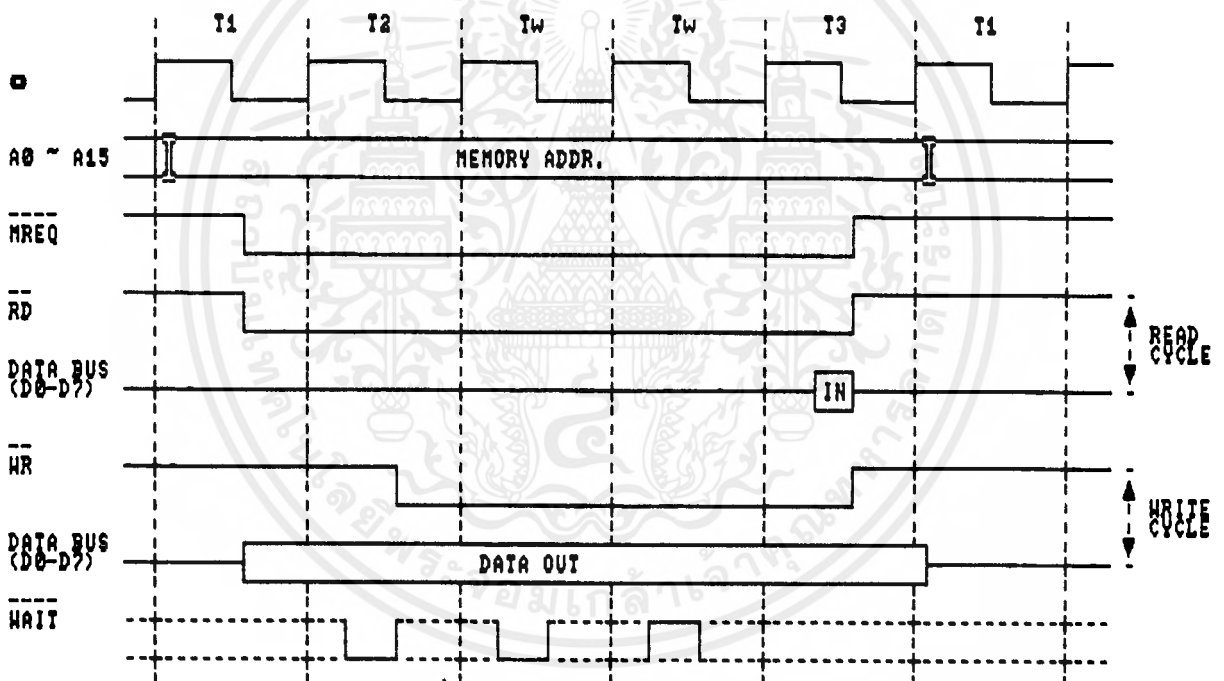 T1 T2 Tw Tw T3 T1
A0 ~ A15
MEMORY ADDR.
MREQ
RD
READ
CYCLE
DATA BUS
(D0-D7)
IN
WR
WRITE
CYCLE
DATA BUS
(D0-D7)
DATA OUT
WAIT